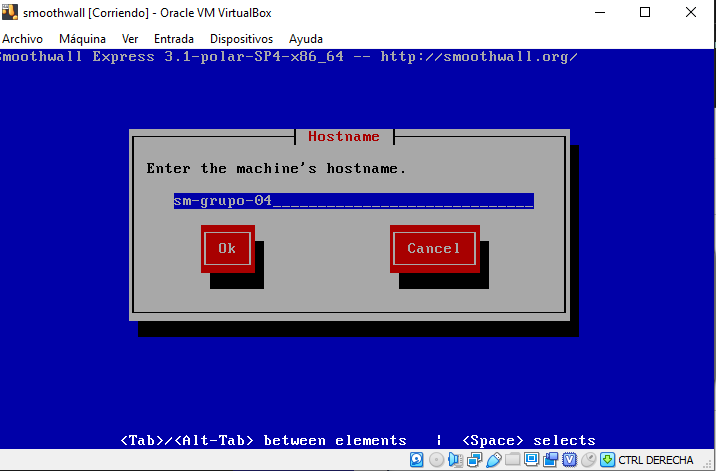 smoothwall [Corriendo] - Oracle VM VirtualBox
Archivo Máquina Ver Entrada Dispositivos Ayuda
Smoothwall Express 3.1-polar-SP4-x86_64 -- http://smoothwall.org/
Hostname
Enter the machine's hostname.
sm-grupo-04_____________________________
Ok Cancel
<Tab>/<Alt-Tab> between elements | <Space> selects
CTRL DERECHA